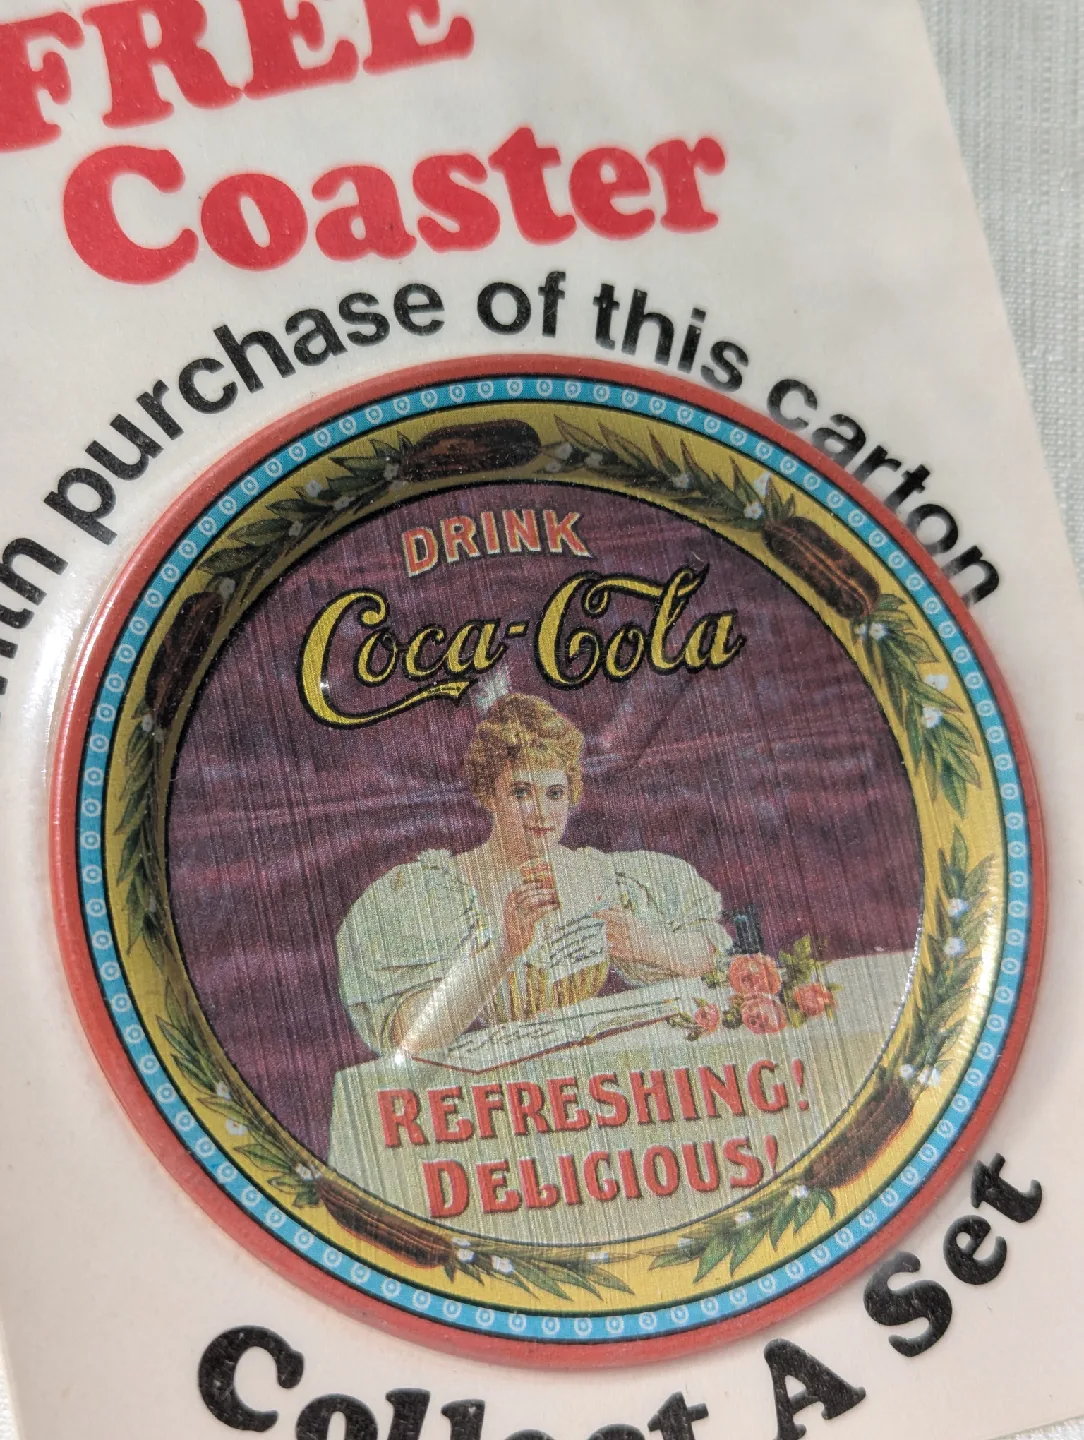 FREE
Coaster
purchase of this carton
DRINK
Coca-Cola
REFRESHING!
DELICIOUS!
Collect A Set